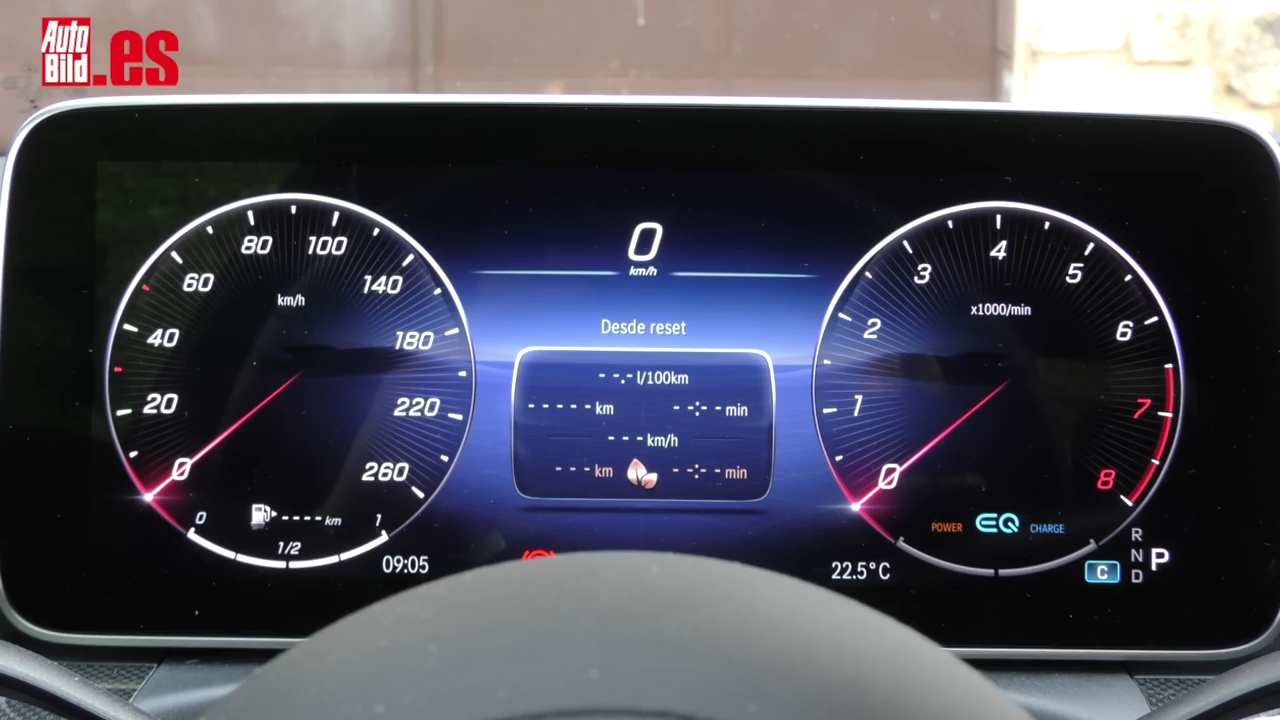 Auto
Bild.es
0
km/h
Desde reset
--.- l/100km
----- km --:-- min
--- km/h
--- km --:-- min
km/h
0 20 40 60 80 100 140 180 220 260
-----km
0 1/2 1
09:05
x1000/min
0 1 2 3 4 5 6 7 8
POWER EQ CHARGE
22.5°C
C
R
N
D
P